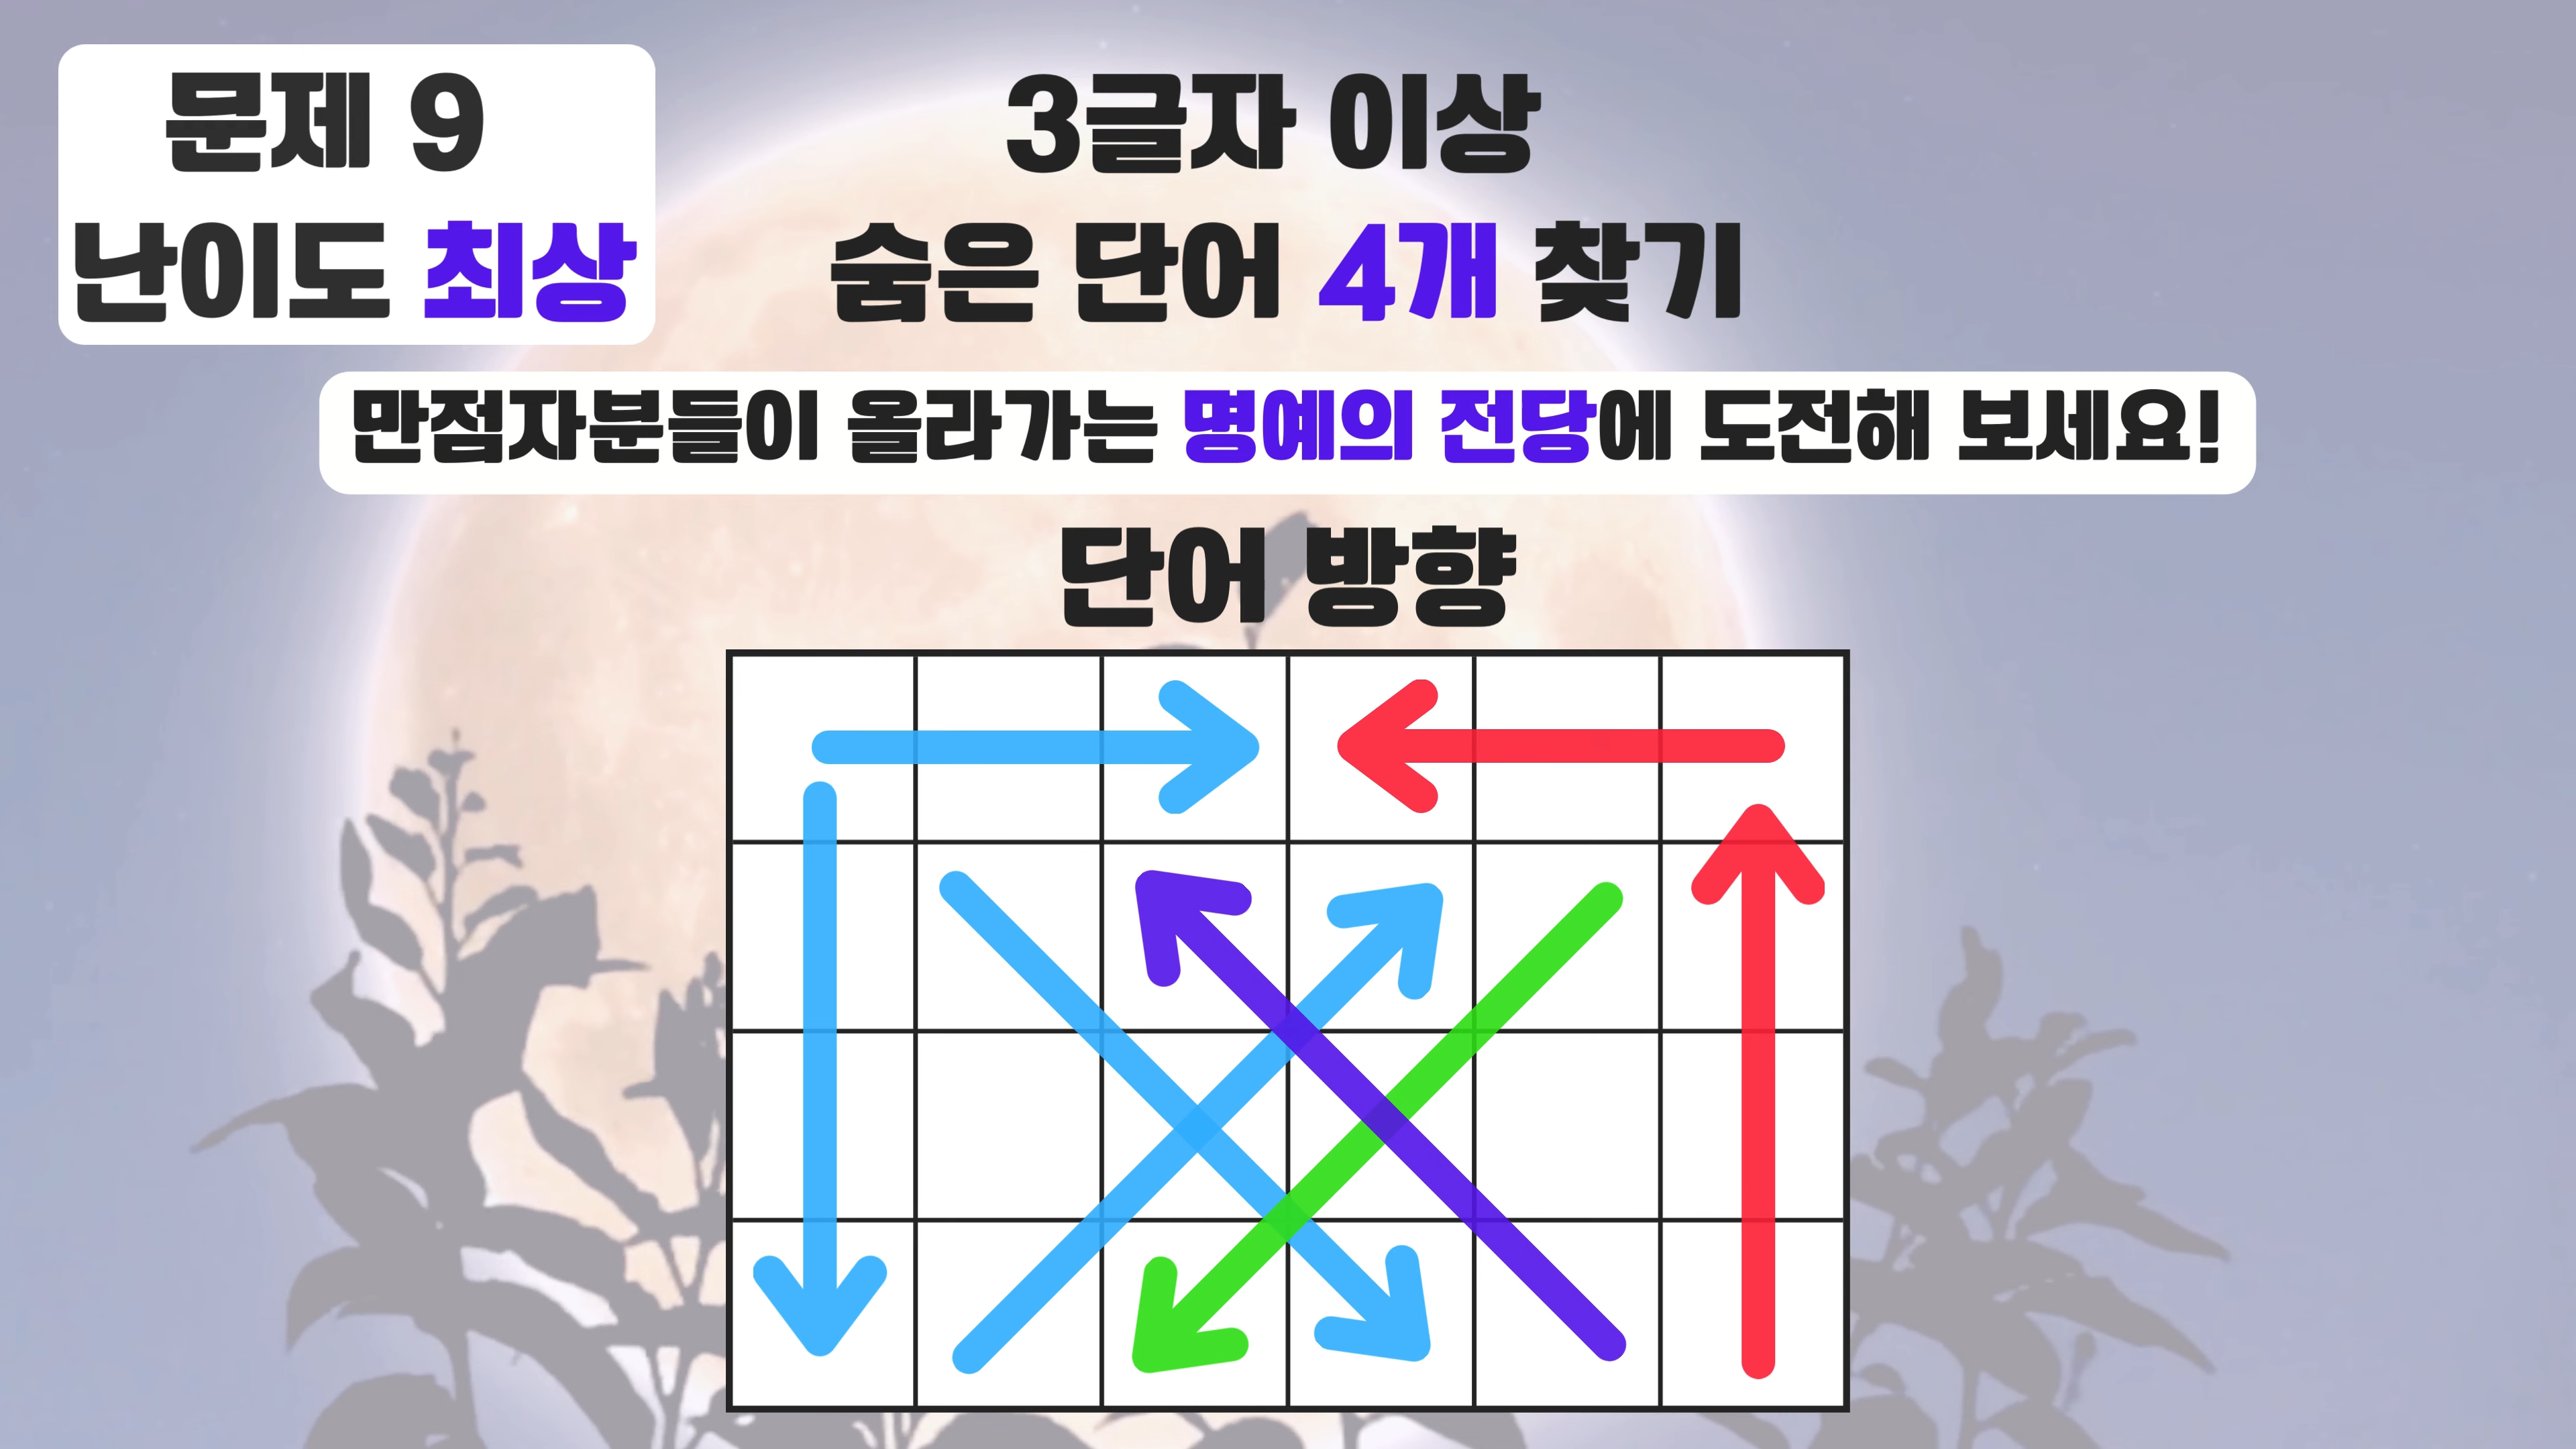 문제 9
난이도 최상
3글자 이상
숨은 단어 4개 찾기
만점자분들이 올라가는 명예의 전당에 도전해 보세요!
단어 방향